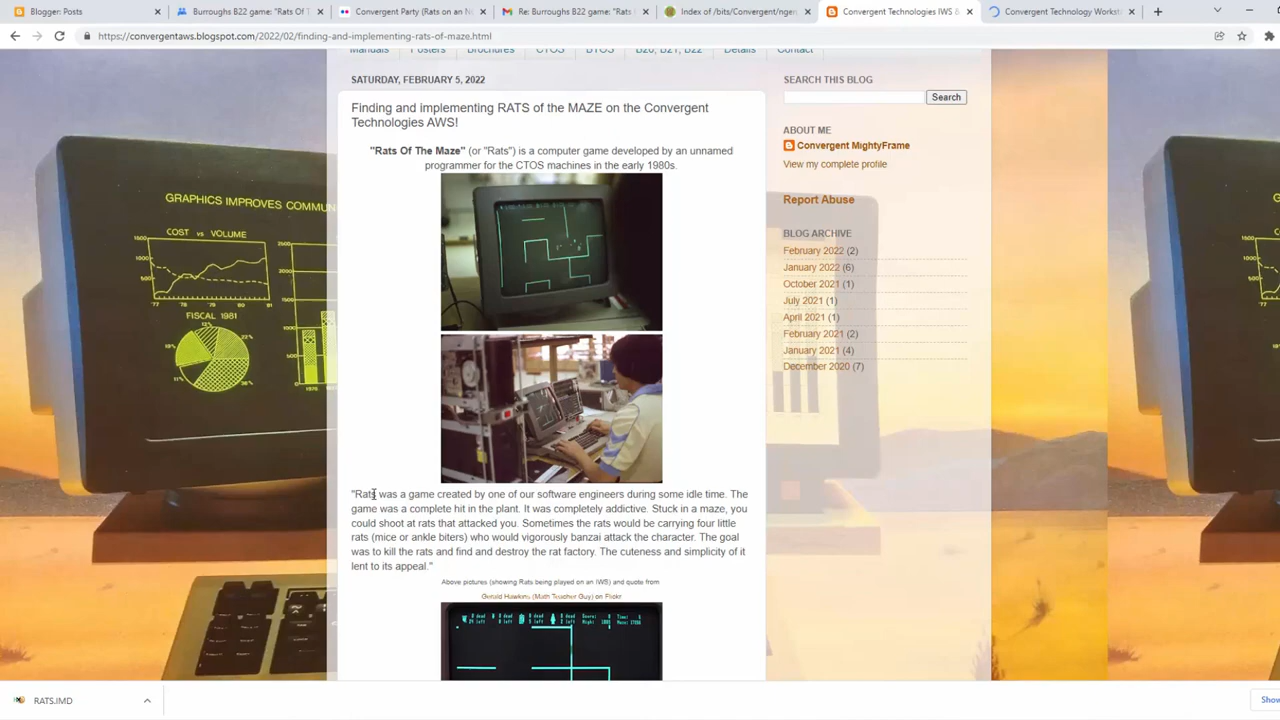 Blogger: Posts
Burroughs B22 game: "Rats Of T
Convergent Party (Rats on an N
Re: Burroughs B22 game: "Rats
Index of /bits/Convergent/nger
Convergent Technologies IWS &
Convergent Technology Workst
convergentaws.blogspot.com/2022/02/finding-and-implementing-rats-of-maze.html
Manuals Posters Brochures CTOS BTOS B20, B21, B22 Details Contact
SATURDAY, FEBRUARY 5, 2022
Finding and implementing RATS of the MAZE on the Convergent
Technologies AWS!
"Rats Of The Maze" (or "Rats") is a computer game developed by an unnamed
programmer for the CTOS machines in the early 1980s.
"Rats was a game created by one of our software engineers during some idle time. The
game was a complete hit in the plant. It was completely addictive. Stuck in a maze, you
could shoot at rats that attacked you. Sometimes the rats would be carrying four little
rats (mice or ankle biters) who would vigorously banzai attack the character. The goal
was to kill the rats and find and destroy the rat factory. The cuteness and simplicity of it
lent to its appeal."
Above pictures (showing Rats being played on an IWS) and quote from
Gerald Hawkins (Math Teacher Guy) on Flickr
SEARCH THIS BLOG
Search
ABOUT ME
Convergent MightyFrame
View my complete profile
Report Abuse
BLOG ARCHIVE
February 2022 (2)
January 2022 (6)
October 2021 (1)
July 2021 (1)
April 2021 (1)
February 2021 (2)
January 2021 (4)
December 2020 (7)
GRAPHICS IMPROVES COMMUN
COST vs VOLUME
FISCAL 1981
RATS.IMD
Show